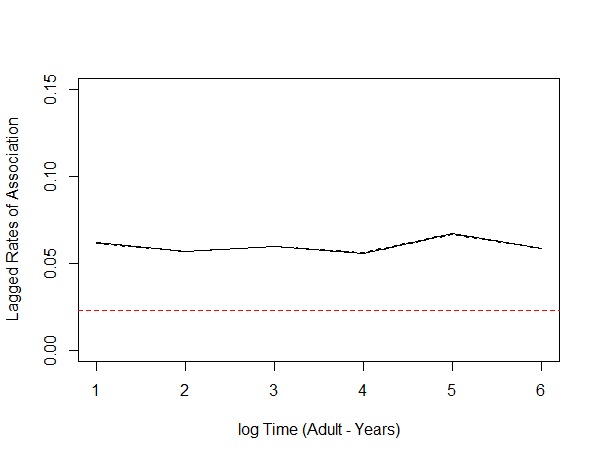 Lagged Rates of Association
0.15
0.10
0.05
0.00
1 2 3 4 5 6
log Time (Adult - Years)